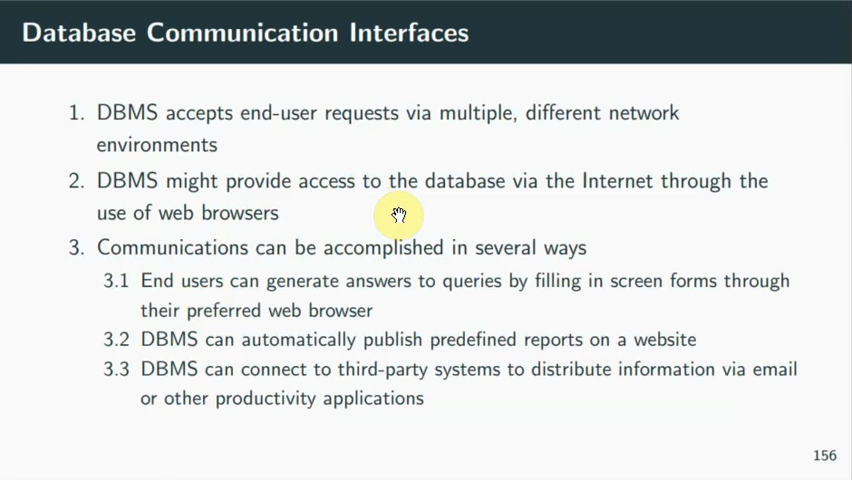 Database Communication Interfaces
1. DBMS accepts end-user requests via multiple, different network
environments
2. DBMS might provide access to the database via the Internet through the
use of web browsers
3. Communications can be accomplished in several ways
3.1 End users can generate answers to queries by filling in screen forms through
their preferred web browser
3.2 DBMS can automatically publish predefined reports on a website
3.3 DBMS can connect to third-party systems to distribute information via email
or other productivity applications
156